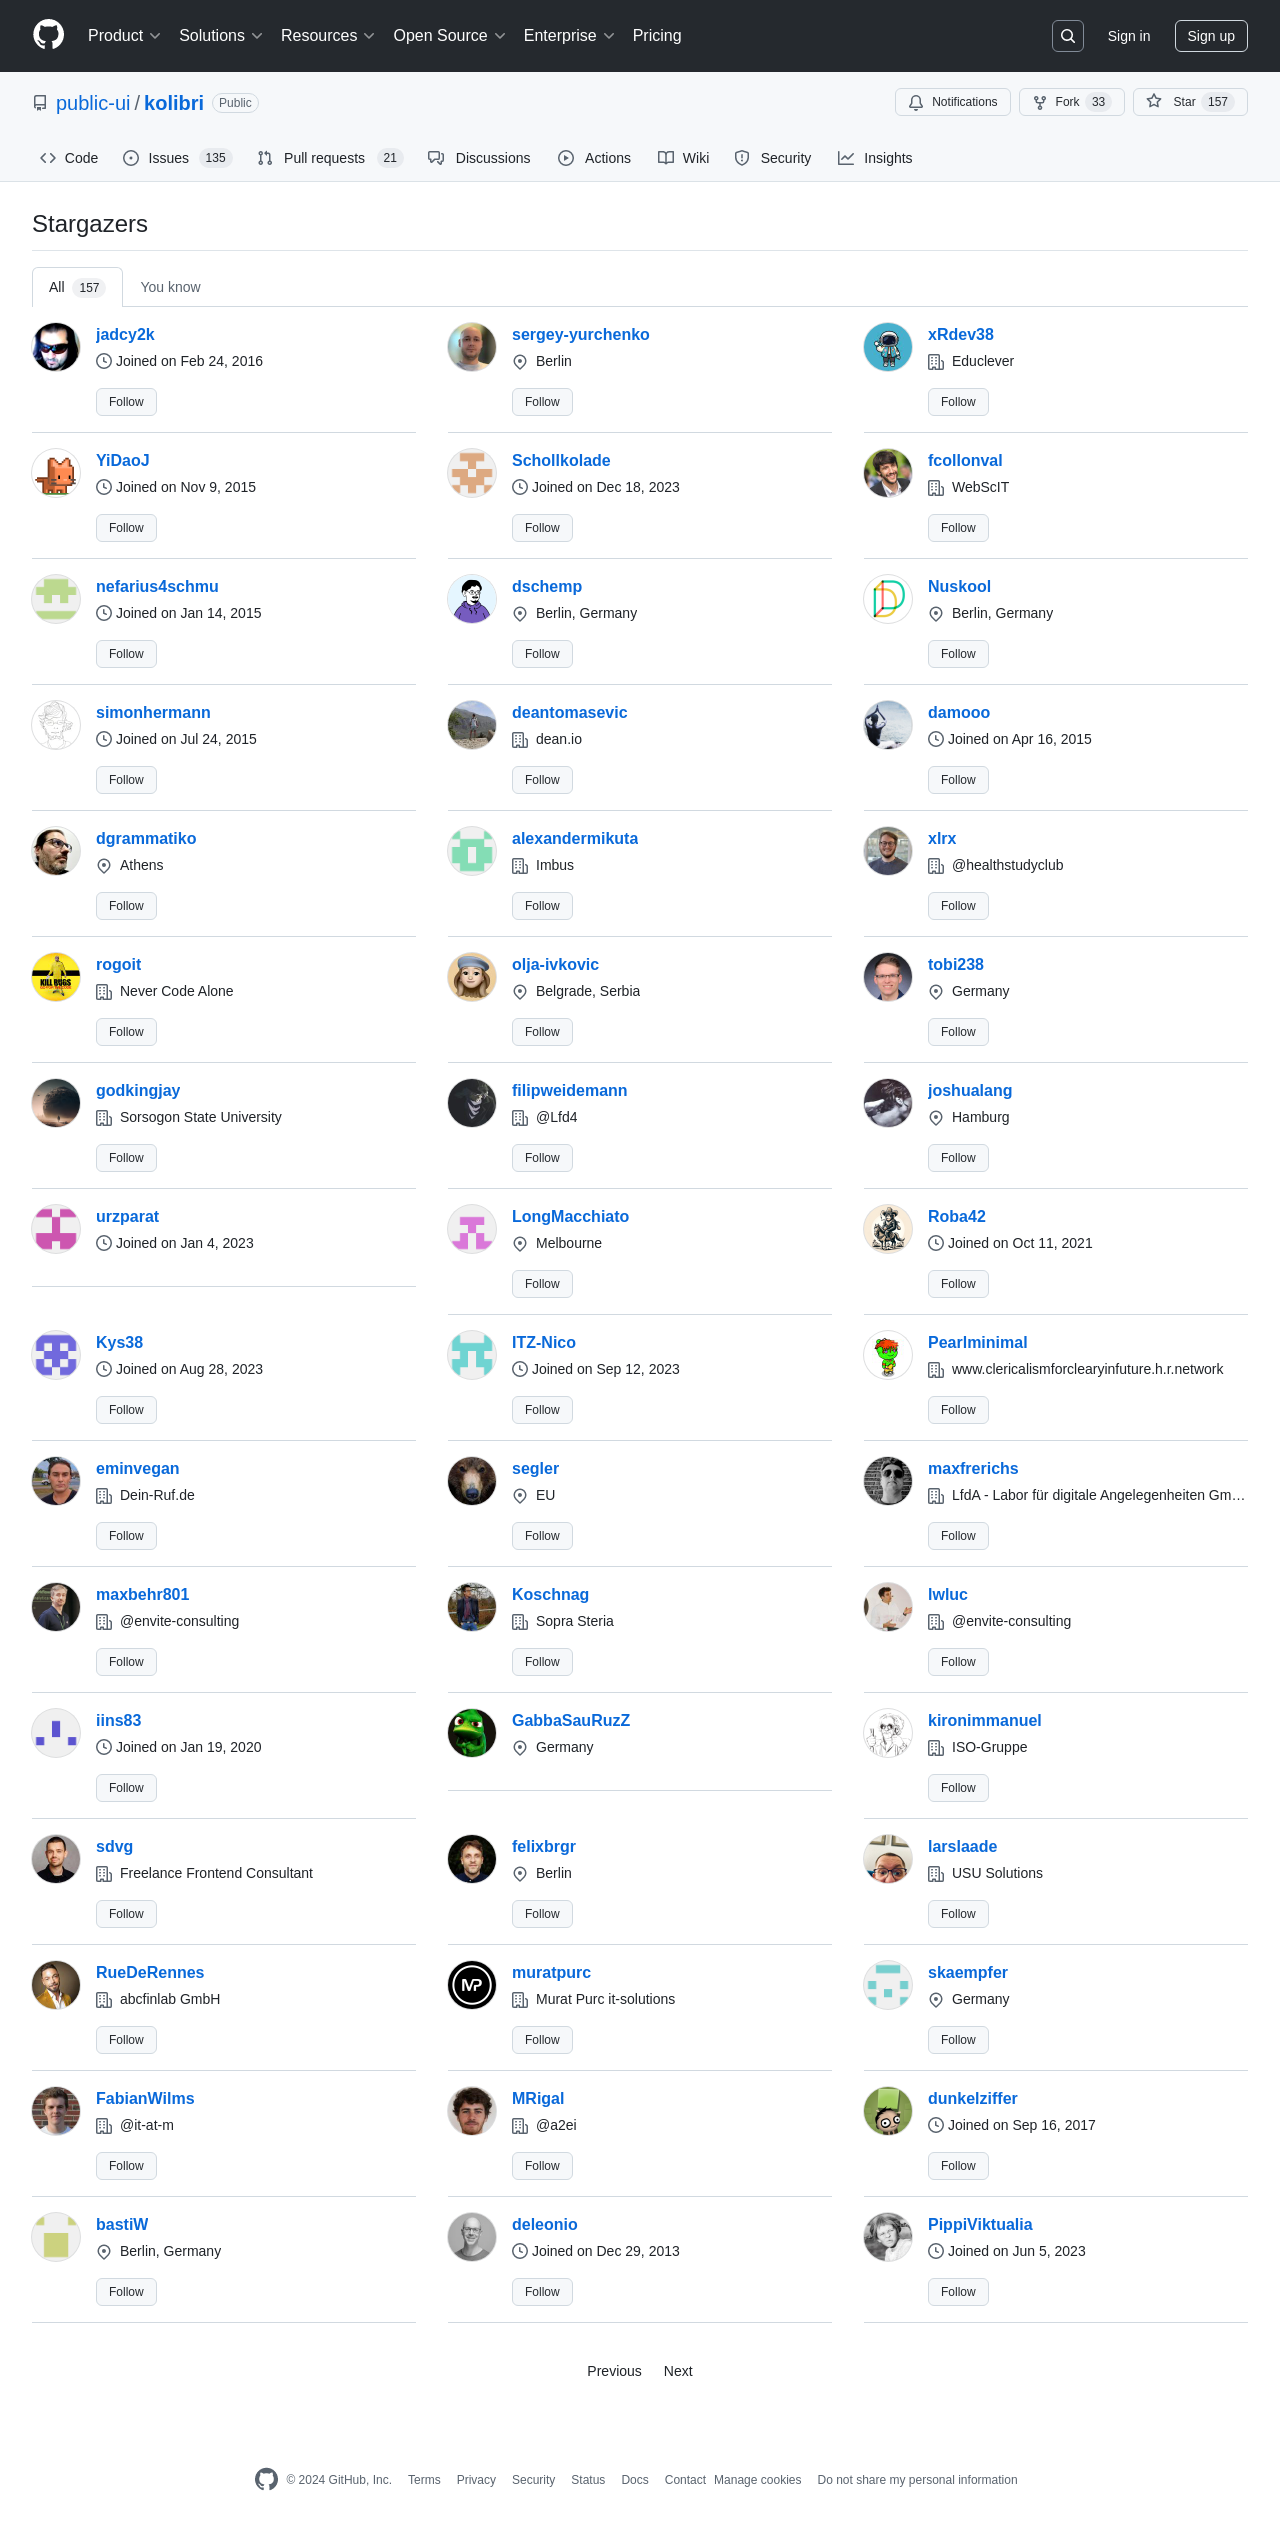 Product Solutions Resources Open Source Enterprise Pricing Sign in Sign up
public-ui / kolibri Public Notifications Fork 33 Star 157
Code Issues 135 Pull requests 21 Discussions Actions Wiki Security Insights
Stargazers
All 157 You know
jadcy2k sergey-yurchenko xRdev38
Joined on Feb 24, 2016 Berlin Educlever
Follow Follow Follow
YiDaoJ Schollkolade fcollonval
Joined on Nov 9, 2015 Joined on Dec 18, 2023 WebScIT
Follow Follow Follow
nefarius4schmu dschemp Nuskool
Joined on Jan 14, 2015 Berlin, Germany Berlin, Germany
Follow Follow Follow
simonhermann deantomasevic damooo
Joined on Jul 24, 2015 dean.io Joined on Apr 16, 2015
Follow Follow Follow
dgrammatiko alexandermikuta xlrx
Athens Imbus @healthstudyclub
Follow Follow Follow
rogoit olja-ivkovic tobi238
KILL BUGS
Never Code Alone Belgrade, Serbia Germany
Follow Follow Follow
godkingjay filipweidemann joshualang
Sorsogon State University @Lfd4 Hamburg
Follow Follow Follow
urzparat LongMacchiato Roba42
Joined on Jan 4, 2023 Melbourne Joined on Oct 11, 2021
Follow Follow
Kys38 ITZ-Nico Pearlminimal
Joined on Aug 28, 2023 Joined on Sep 12, 2023 www.clericalismforclearyinfuture.h.r.network
Follow Follow Follow
eminvegan segler maxfrerichs
Dein-Ruf.de EU LfdA - Labor für digitale Angelegenheiten Gm…
Follow Follow Follow
maxbehr801 Koschnag lwluc
@envite-consulting Sopra Steria @envite-consulting
Follow Follow Follow
iins83 GabbaSauRuzZ kironimmanuel
Joined on Jan 19, 2020 Germany ISO-Gruppe
Follow Follow
sdvg felixbrgr larslaade
Freelance Frontend Consultant Berlin USU Solutions
Follow Follow Follow
RueDeRennes muratpurc skaempfer
MP
abcfinlab GmbH Murat Purc it-solutions Germany
Follow Follow Follow
FabianWilms MRigal dunkelziffer
@it-at-m @a2ei Joined on Sep 16, 2017
Follow Follow Follow
bastiW deleonio PippiViktualia
Berlin, Germany Joined on Dec 29, 2013 Joined on Jun 5, 2023
Follow Follow Follow
Previous Next
© 2024 GitHub, Inc. Terms Privacy Security Status Docs Contact Manage cookies Do not share my personal information